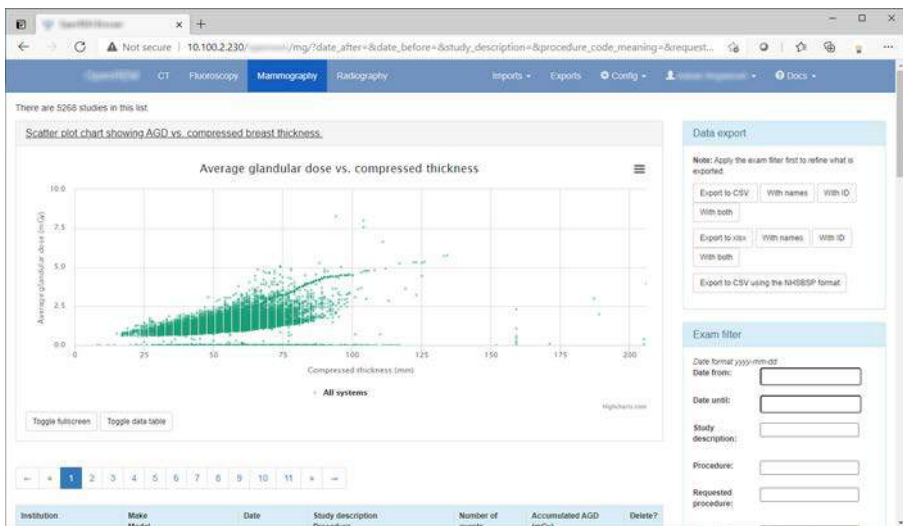 Not secure | 10.100.2.230/ /mg/?date_after=&date_before=&study_description=&procedure_code_meaning=&request...
CT Fluoroscopy Mammography Radiography Imports Exports Config Docs
There are 5268 studies in this list
Scatter plot chart showing AGD vs. compressed breast thickness.
Average glandular dose vs. compressed thickness
Average glandular dose (mGy)
10.0
7.5
5.0
2.5
0.0
0 25 50 75 100 125 150 175 200
Compressed thickness (mm)
All systems
Highcharts.com
Toggle fullscreen Toggle data table
← « 1 2 3 4 5 6 7 8 9 10 11 » →
Institution Make Date Study description Number of Accumulated AGD Delete?
Model Procedure events (mGy)
Data export
Note: Apply the exam filter first to refine what is
exported.
Export to CSV With names With ID
With both
Export to xlsx With names With ID
With both
Export to CSV using the NHSBSP format
Exam filter
Date format yyyy-mm-dd
Date from:
Date until:
Study
description:
Procedure:
Requested
procedure: